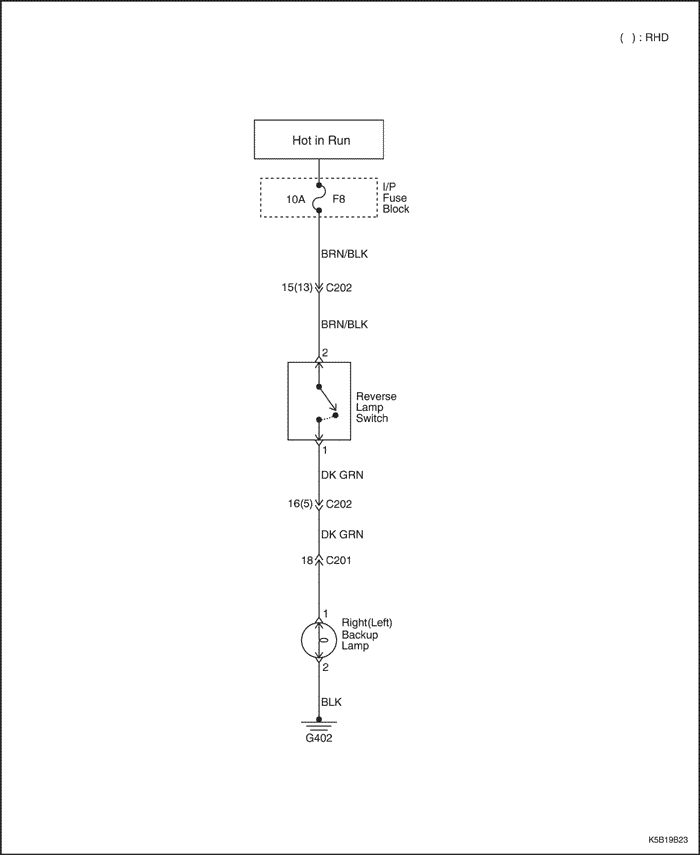 ( ) : RHD
Hot in Run
10A F8
I/P
Fuse
Block
BRN/BLK
15(13) C202
BRN/BLK
2
Reverse
Lamp
Switch
1
DK GRN
16(5) C202
DK GRN
18 C201
1
Right(Left)
Backup
Lamp
2
BLK
G402
K5B19B23